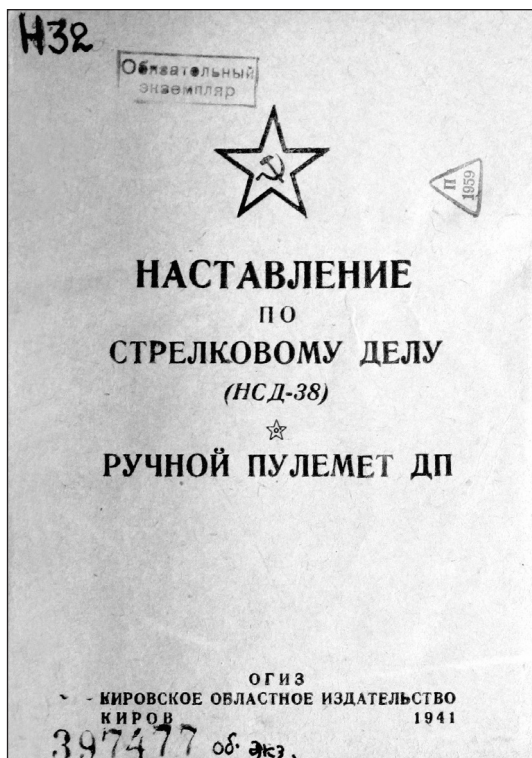 Н32
Обязательный
экземпляр
П
1959
НАСТАВЛЕНИЕ
ПО
СТРЕЛКОВОМУ ДЕЛУ
(НСД-38)
РУЧНОЙ ПУЛЕМЕТ ДП
ОГИЗ
КИРОВСКОЕ ОБЛАСТНОЕ ИЗДАТЕЛЬСТВО
КИРОВ 1941
397477 об. экз.